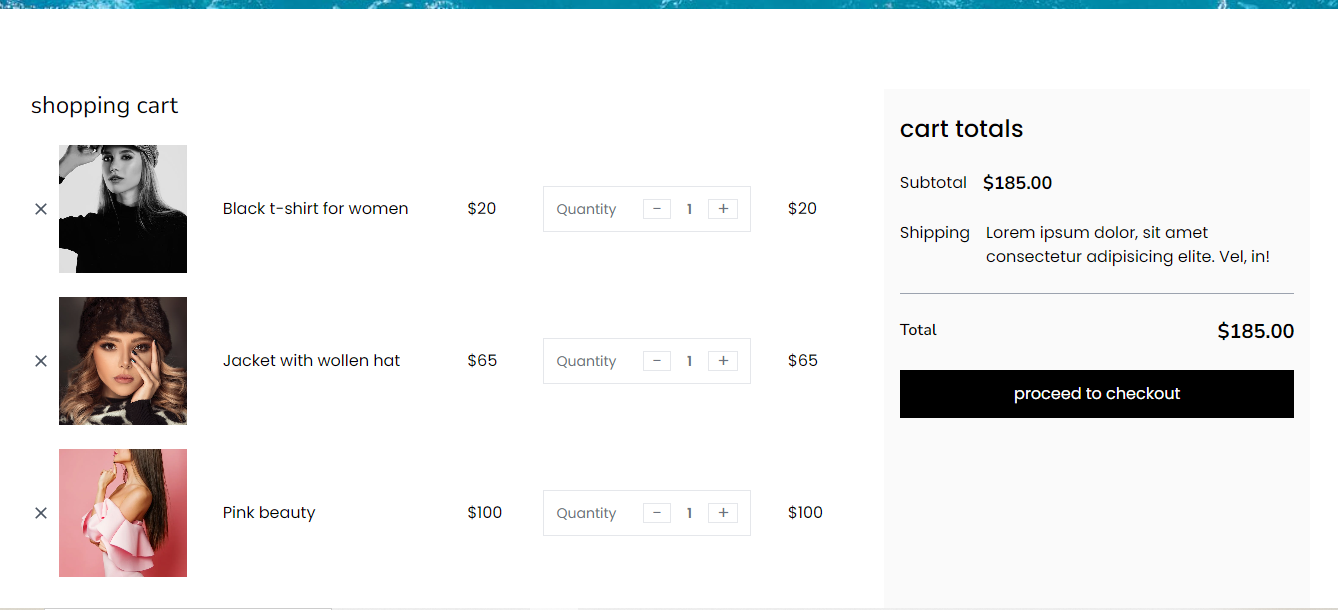 shopping cart
Black t-shirt for women $20 Quantity − 1 + $20
Jacket with wollen hat $65 Quantity − 1 + $65
Pink beauty $100 Quantity − 1 + $100
cart totals
Subtotal $185.00
Shipping Lorem ipsum dolor, sit amet
consectetur adipisicing elite. Vel, in!
Total $185.00
proceed to checkout